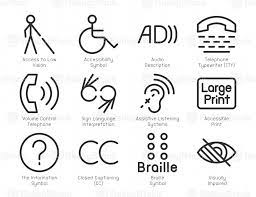 AD))
Access to Low
Vision
Accessibility
Symbol
Audio
Description
Telephone
Typewriter (TTY)
Large
Print
Volume Control
Telephone
Sign Language
Interpretation
Assistive Listening
Systems
Accessible
Print
?
CC
Braille
The Information
Symbol
Closed Captioning
(CC)
Braille
Symbol
Visually
Impaired